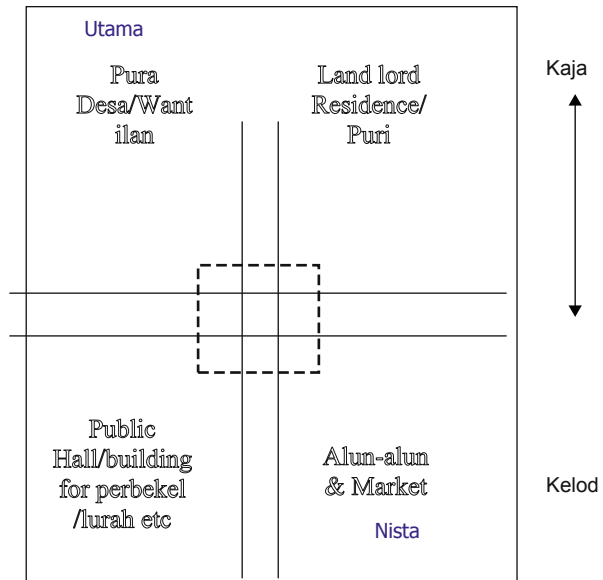 Utama
Pura
Desa/Want
ilan
Land lord
Residence/
Puri
Kaja
Public
Hall/building
for perbekel
/lurah etc
Alun-alun
& Market
Nista
Kelod